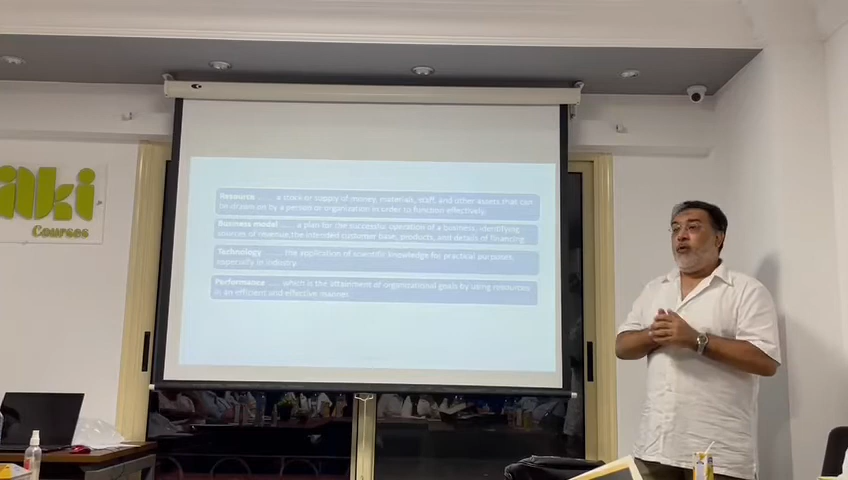 aki
Courses
Resource .... a stock or supply of money, materials, staff, and other assets that can
be drawn on by a person or organization in order to function effectively.
Business model .... a plan for the successful operation of a business, identifying
sources of revenue, the intended customer base, products, and details of financing.
Technology .... the application of scientific knowledge for practical purposes,
especially in industry.
Performance .... which is the attainment of organizational goals by using resources
in an efficient and effective manner.